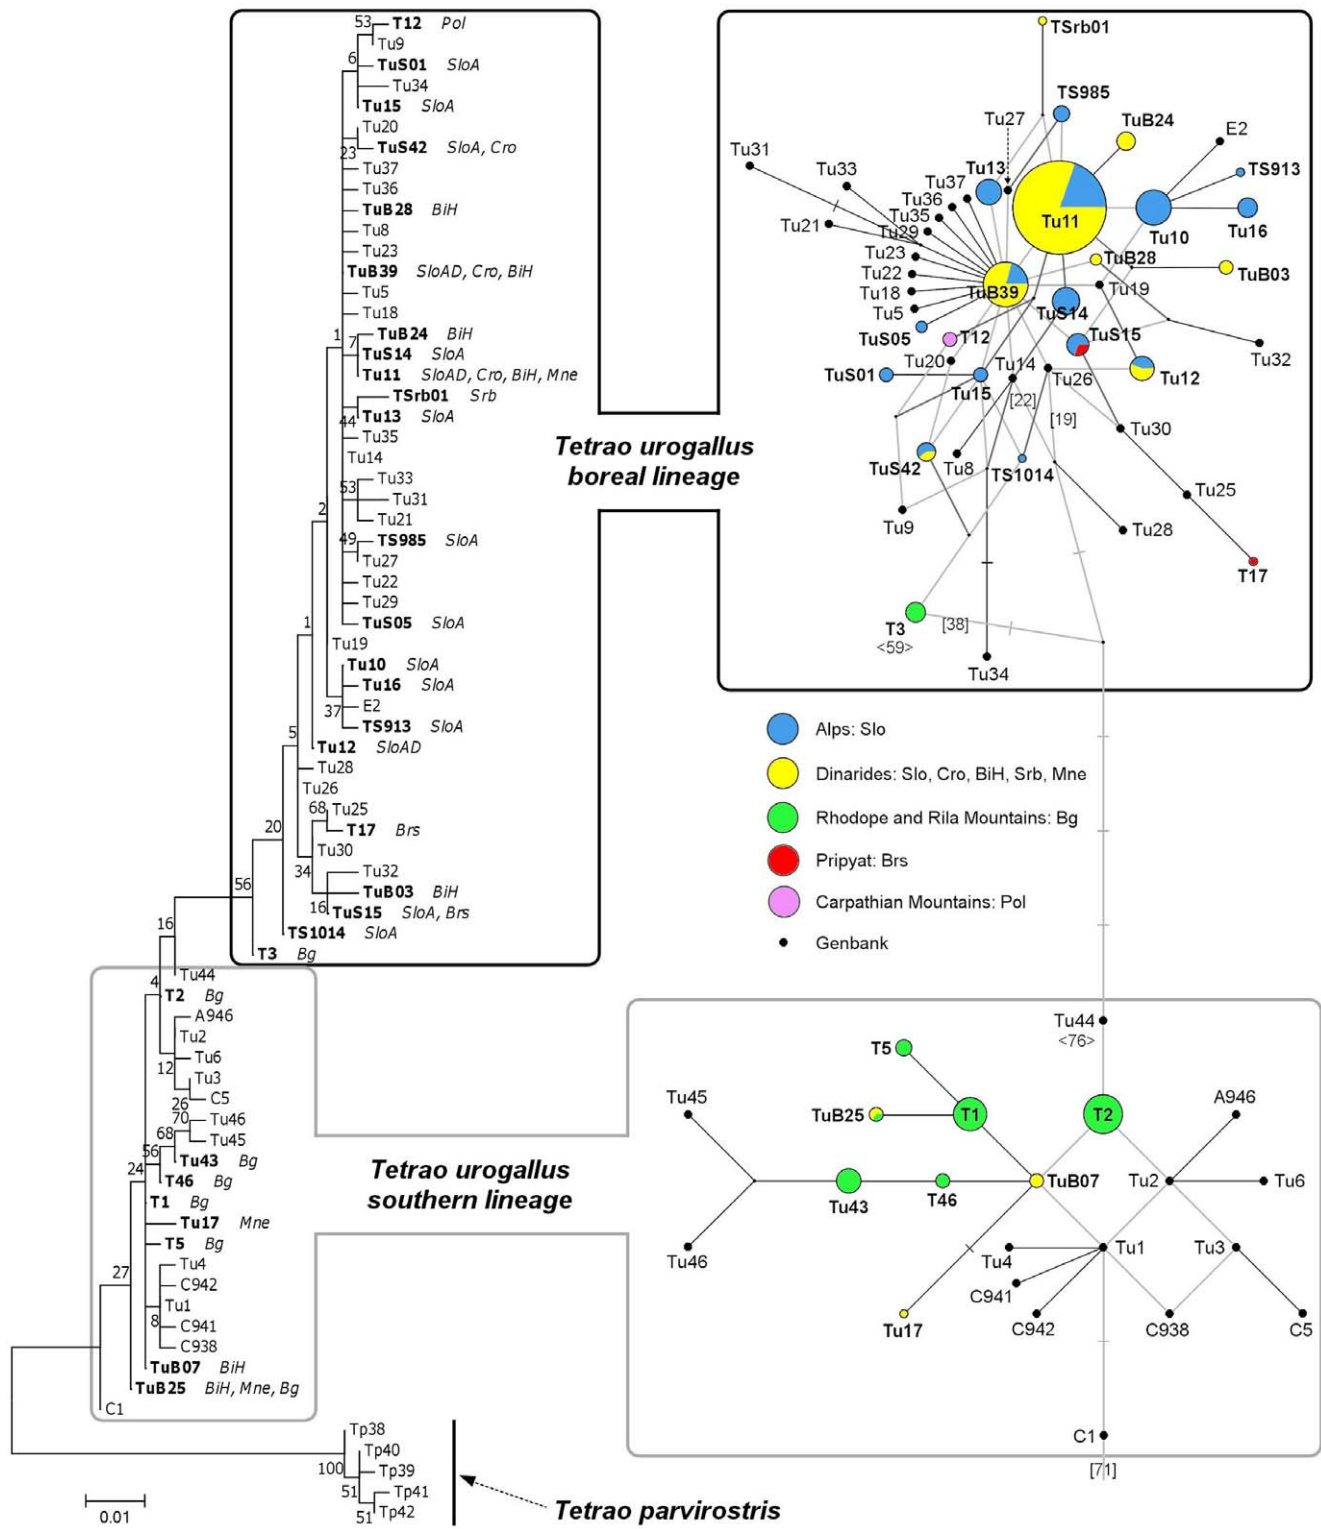 53
T12 Pol
Tu9
TuS01 SloA
6
Tu34
Tu15 SloA
Tu20
TuS42 SloA, Cro
23
Tu37
Tu36
TuB28 BiH
Tu8
Tu23
TuB39 SloAD, Cro, BiH
Tu5
Tu18
1
7
TuB24 BiH
TuS14 SloA
Tu11 SloAD, Cro, BiH, Mne
TSrb01 Srb
44
Tu13 SloA
Tu35
Tu14
Tu33
53
Tu31
2
Tu21
49
TS985 SloA
Tu27
Tu22
Tu29
TuS05 SloA
1
Tu19
Tu10 SloA
Tu16 SloA
37
E2
TS913 SloA
5
Tu12 SloAD
Tu28
Tu26
68
Tu25
T17 Brs
20
Tu30
34
Tu32
TuB03 BiH
56
16
TuS15 SloA, Brs
TS1014 SloA
T3 Bg
16
Tu44
4
T2 Bg
A946
Tu2
Tu6
12
Tu3
26
C5
70
Tu46
68
Tu45
56
Tu43 Bg
24
T46 Bg
T1 Bg
Tu17 Mne
T5 Bg
27
Tu4
C942
Tu1
8
C941
C938
TuB07 BiH
TuB25 BiH, Mne, Bg
C1
Tp38
Tp40
100
Tp39
51
Tp41
51
Tp42
0.01
Tetrao urogallus
boreal lineage
Tetrao urogallus
southern lineage
Tetrao parvirostris
TSrb01
TS985
Tu27
TuB24
E2
Tu31
Tu33
Tu13
TS913
Tu37
Tu36
Tu35
Tu21
Tu29
Tu11
Tu10
Tu16
Tu23
TuB28
TuB03
Tu22
TuB39
Tu19
Tu18
Tu5
TuS14
TuS05
T12
TuS15
Tu32
Tu20
Tu14
TuS01
Tu15
Tu26
Tu12
[22]
[19]
Tu30
TuS42
Tu8
TS1014
Tu25
Tu9
Tu28
T17
T3
<59>
[38]
Tu34
Alps: Slo
Dinarides: Slo, Cro, BiH, Srb, Mne
Rhodope and Rila Mountains: Bg
Pripyat: Brs
Carpathian Mountains: Pol
Genbank
Tu44
<76>
T5
Tu45
TuB25
T1
T2
A946
Tu43
T46
TuB07
Tu2
Tu6
Tu46
Tu4
Tu1
Tu3
C941
Tu17
C942
C938
C5
C1
[71]